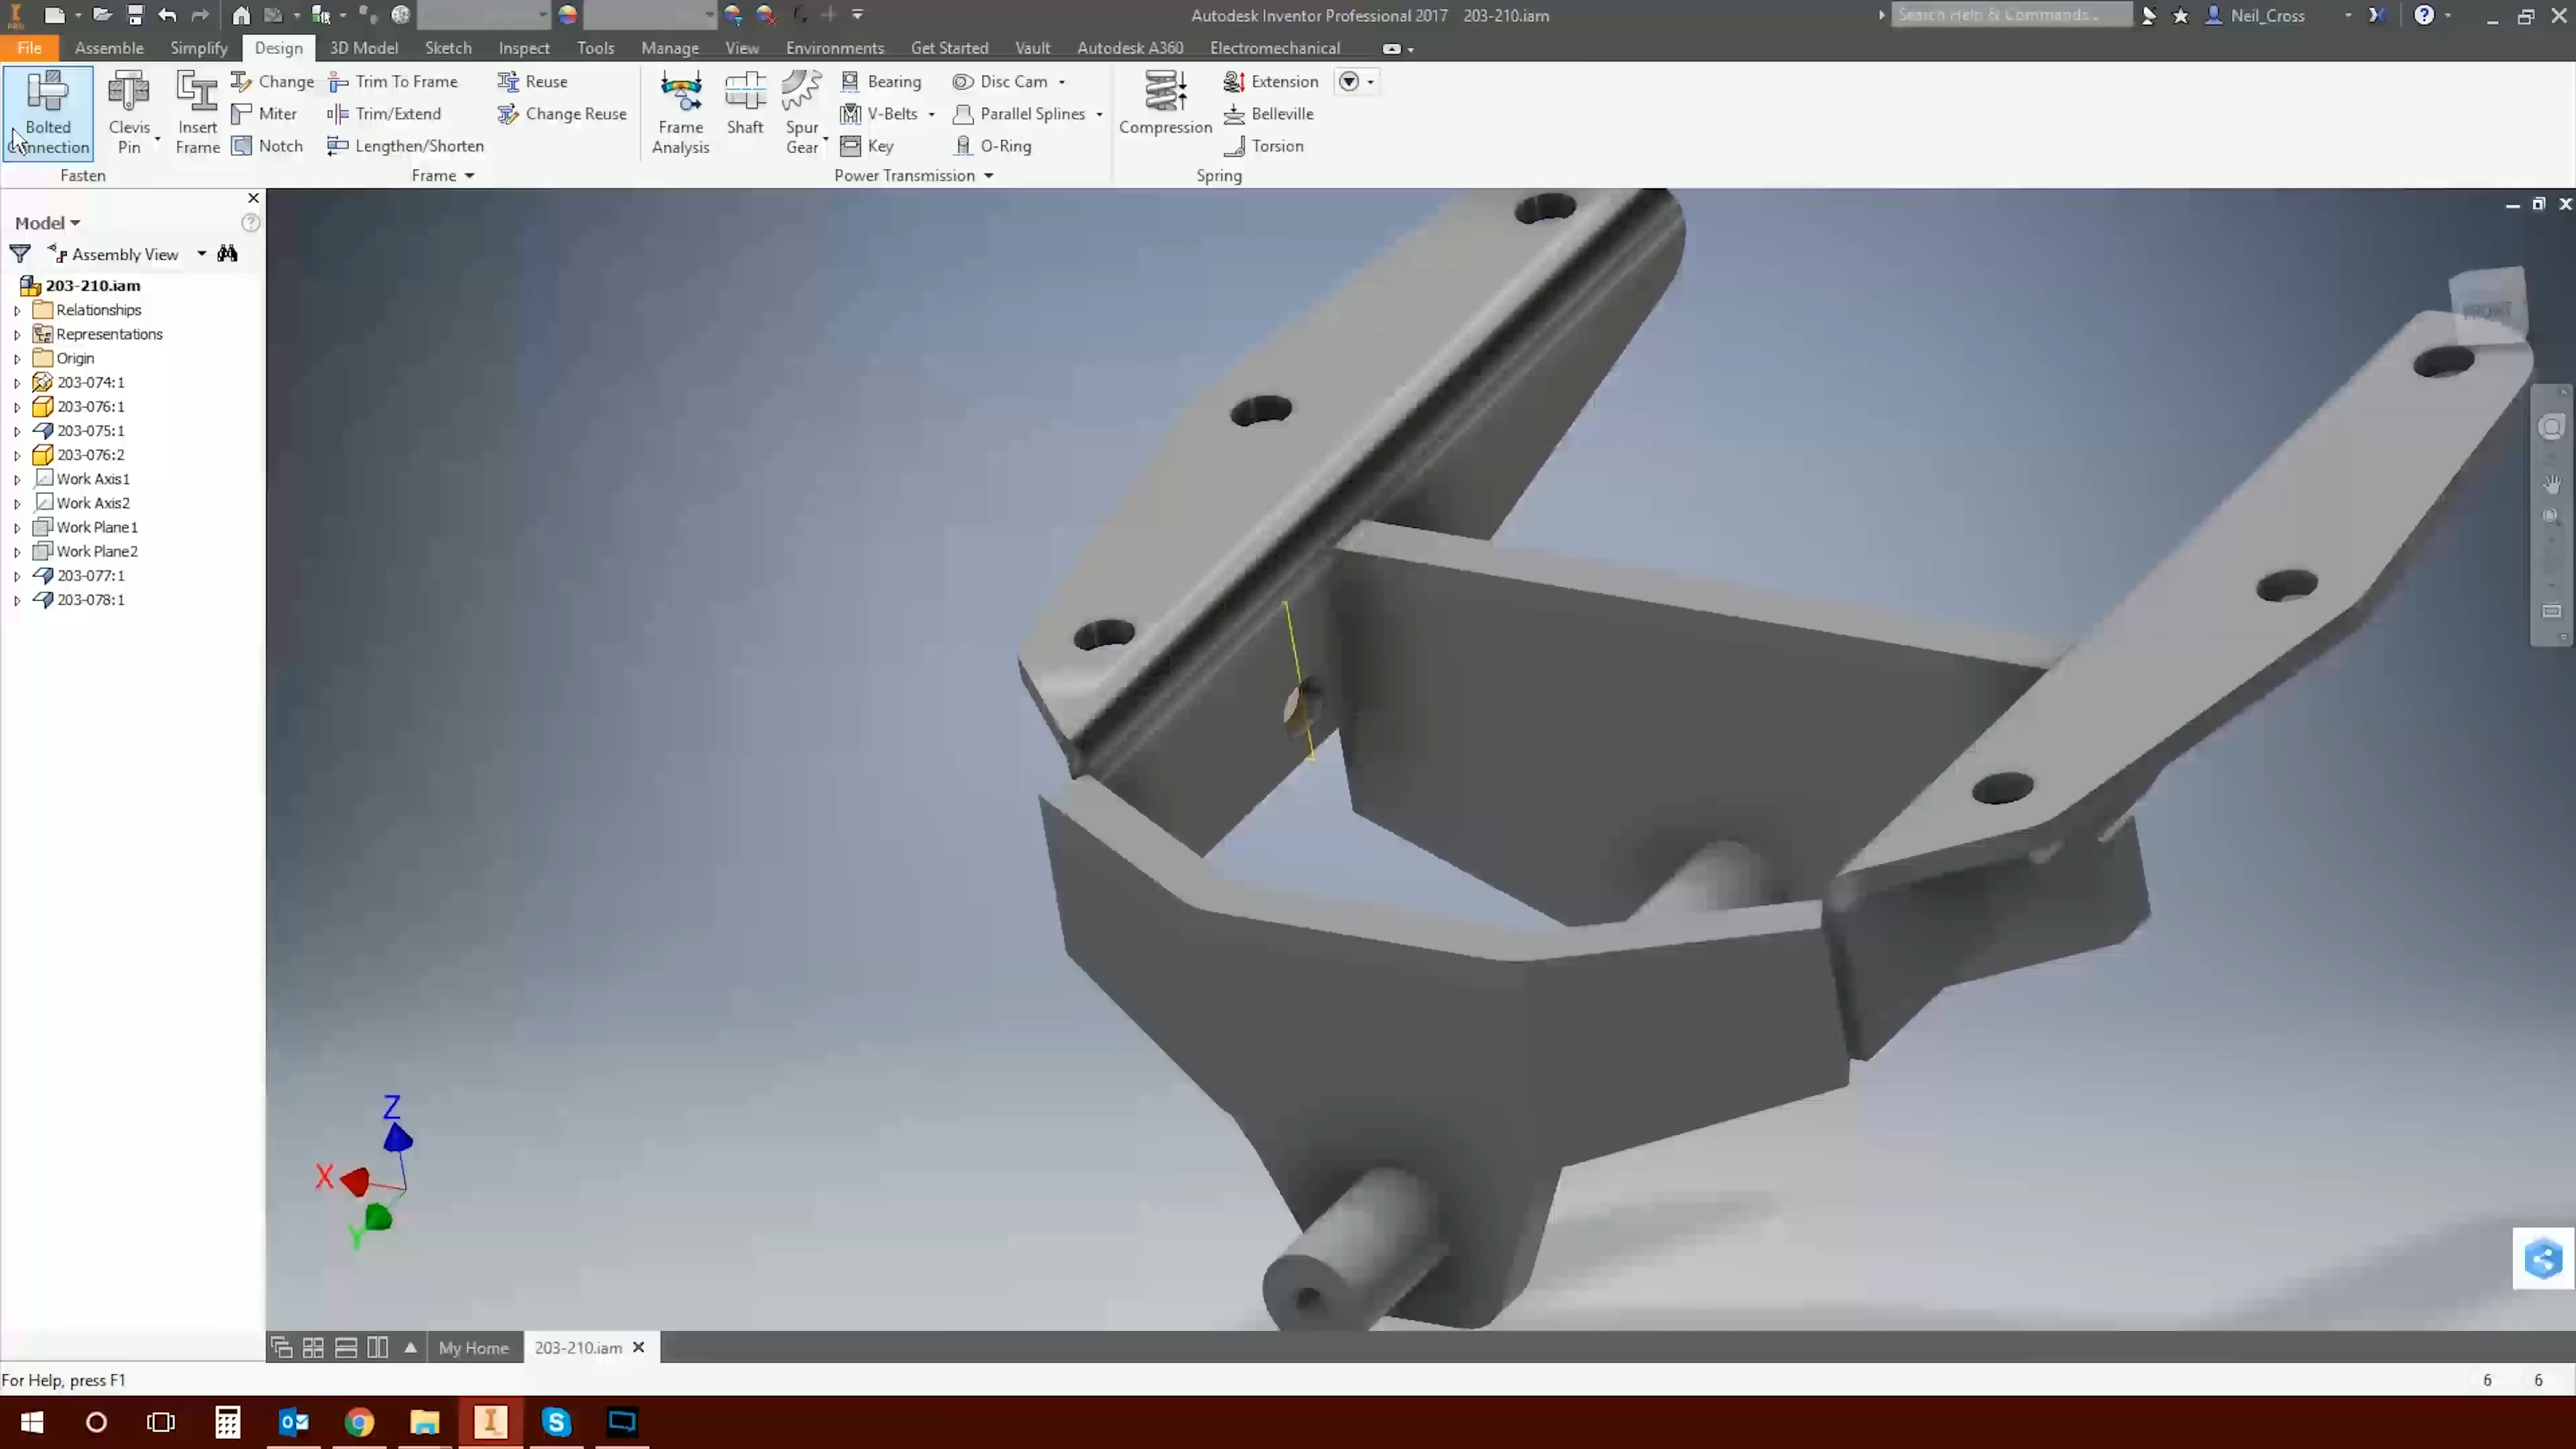 Autodesk Inventor Professional 2017 203-210.iam
Search Help & Commands...
Neil_Cross
File Assemble Simplify Design 3D Model Sketch Inspect Tools Manage View Environments Get Started Vault Autodesk A360 Electromechanical
Bolted Connection
Clevis Pin
Insert Frame
Change
Miter
Notch
Trim To Frame
Trim/Extend
Lengthen/Shorten
Reuse
Change Reuse
Frame Analysis
Shaft
Spur Gear
Bearing
V-Belts
Key
Disc Cam
Parallel Splines
O-Ring
Compression
Extension
Belleville
Torsion
Fasten
Frame
Power Transmission
Spring
Model
Assembly View
203-210.iam
Relationships
Representations
Origin
203-074:1
203-076:1
203-075:1
203-076:2
Work Axis1
Work Axis2
Work Plane1
Work Plane2
203-077:1
203-078:1
FRONT
Z
X
Y
My Home
203-210.iam
For Help, press F1
6 6